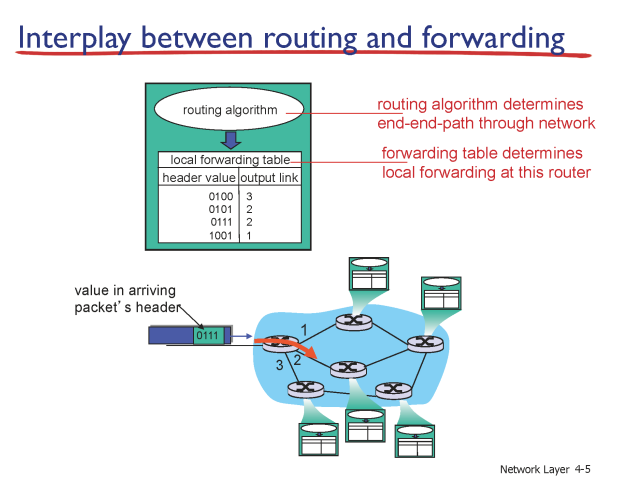 Interplay between routing and forwarding
routing algorithm
routing algorithm determines
end-end-path through network
local forwarding table
header value output link
0100 3
0101 2
0111 2
1001 1
forwarding table determines
local forwarding at this router
value in arriving
packet’s header
0111
1
2
3
Network Layer 4-5